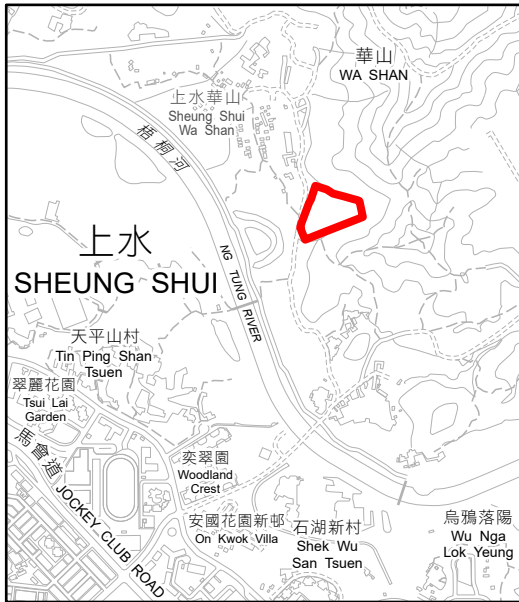 華山
WA SHAN
上水華山
Sheung Shui
Wa Shan
梧桐河
NG TUNG RIVER
上水
SHEUNG SHUI
天平山村
Tin Ping Shan
Tsuen
翠麗花園
Tsui Lai
Garden
馬會道 JOCKEY CLUB ROAD
奕翠園
Woodland
Crest
安國花園新邨
On Kwok Villa
石湖新村
Shek Wu
San Tsuen
烏鴉落陽
Wu Nga
Lok Yeung